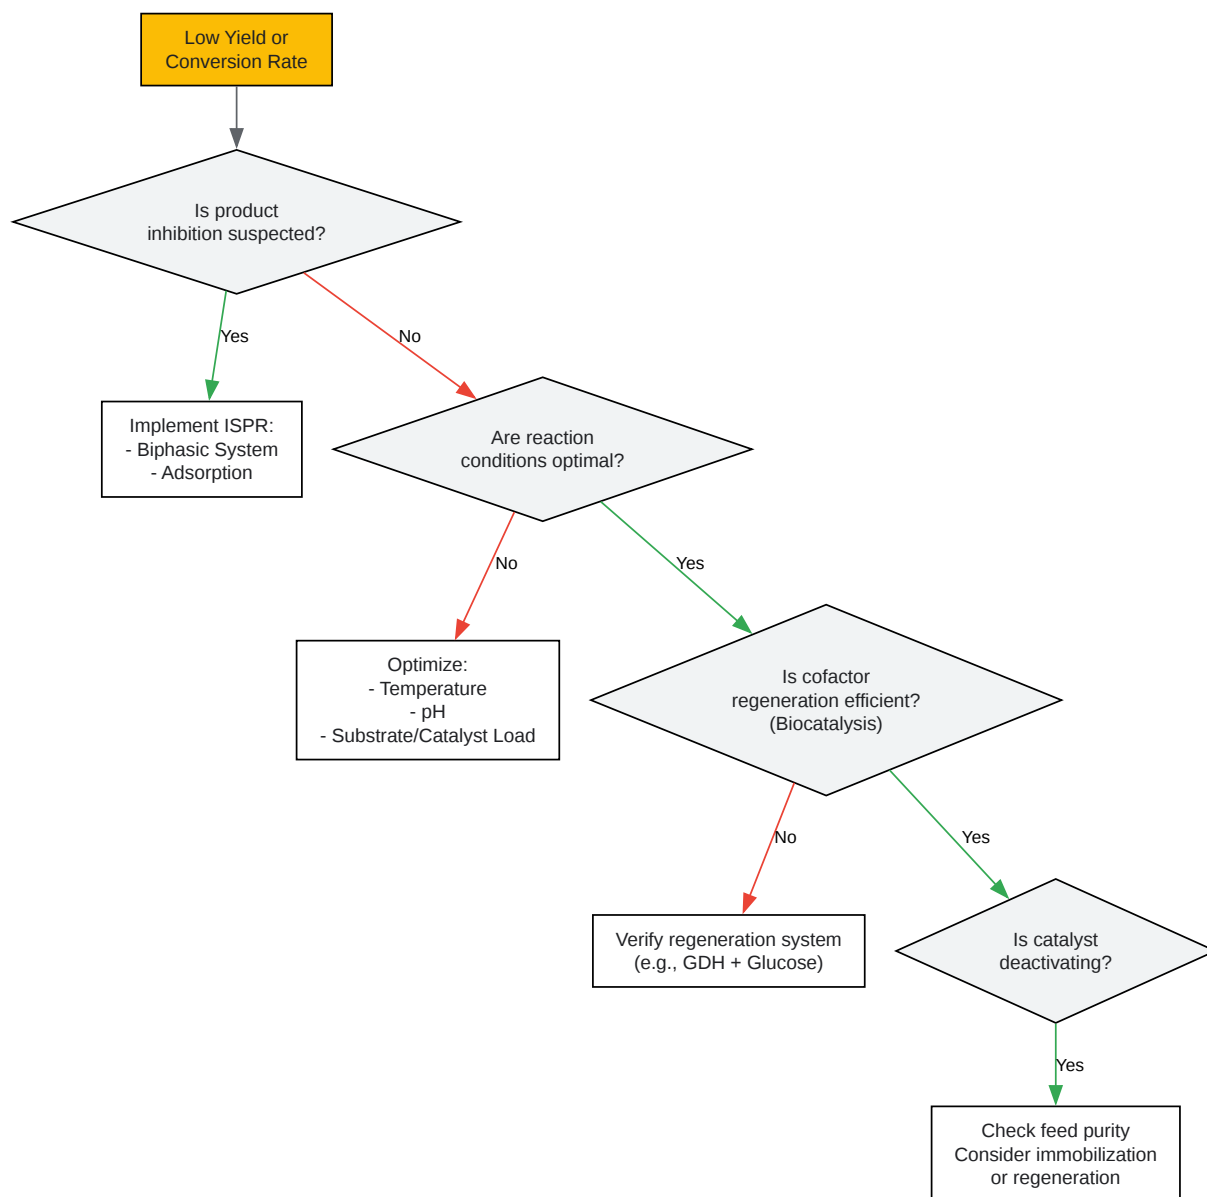 Low Yield or
Conversion Rate
Is product
inhibition suspected?
Yes
No
Implement ISPR:
- Biphasic System
- Adsorption
Are reaction
conditions optimal?
No
Yes
Optimize:
- Temperature
- pH
- Substrate/Catalyst Load
Is cofactor
regeneration efficient?
(Biocatalysis)
No
Yes
Verify regeneration system
(e.g., GDH + Glucose)
Is catalyst
deactivating?
Yes
Check feed purity
Consider immobilization
or regeneration